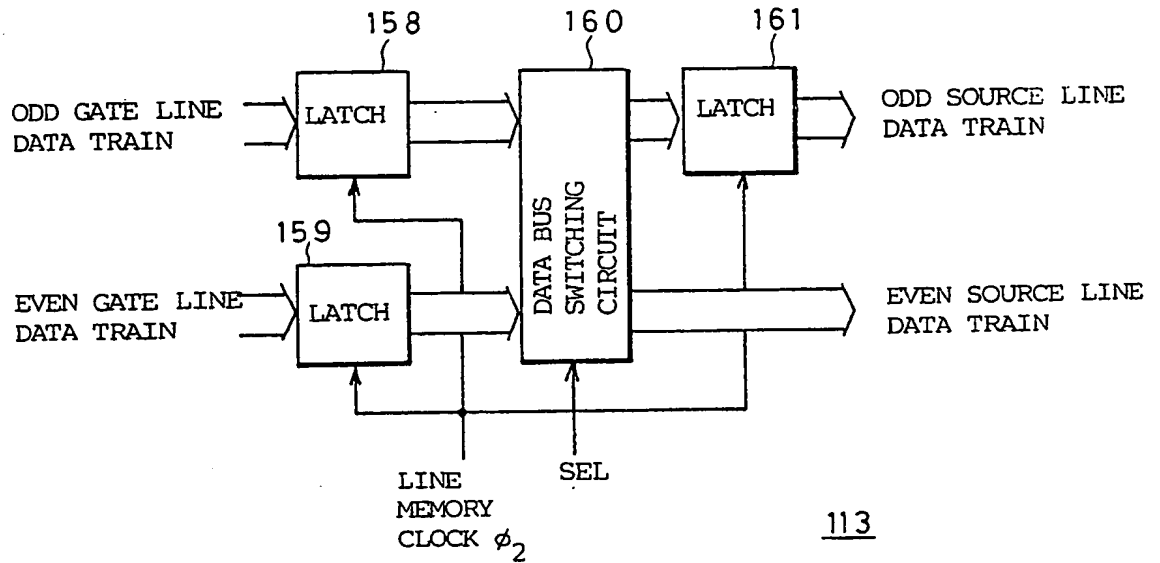 158
160
161
ODD GATE LINE
DATA TRAIN
LATCH
LATCH
ODD SOURCE LINE
DATA TRAIN
DATA BUS
SWITCHING
CIRCUIT
159
EVEN GATE LINE
DATA TRAIN
LATCH
EVEN SOURCE LINE
DATA TRAIN
LINE
MEMORY
CLOCK ϕ2
SEL
113